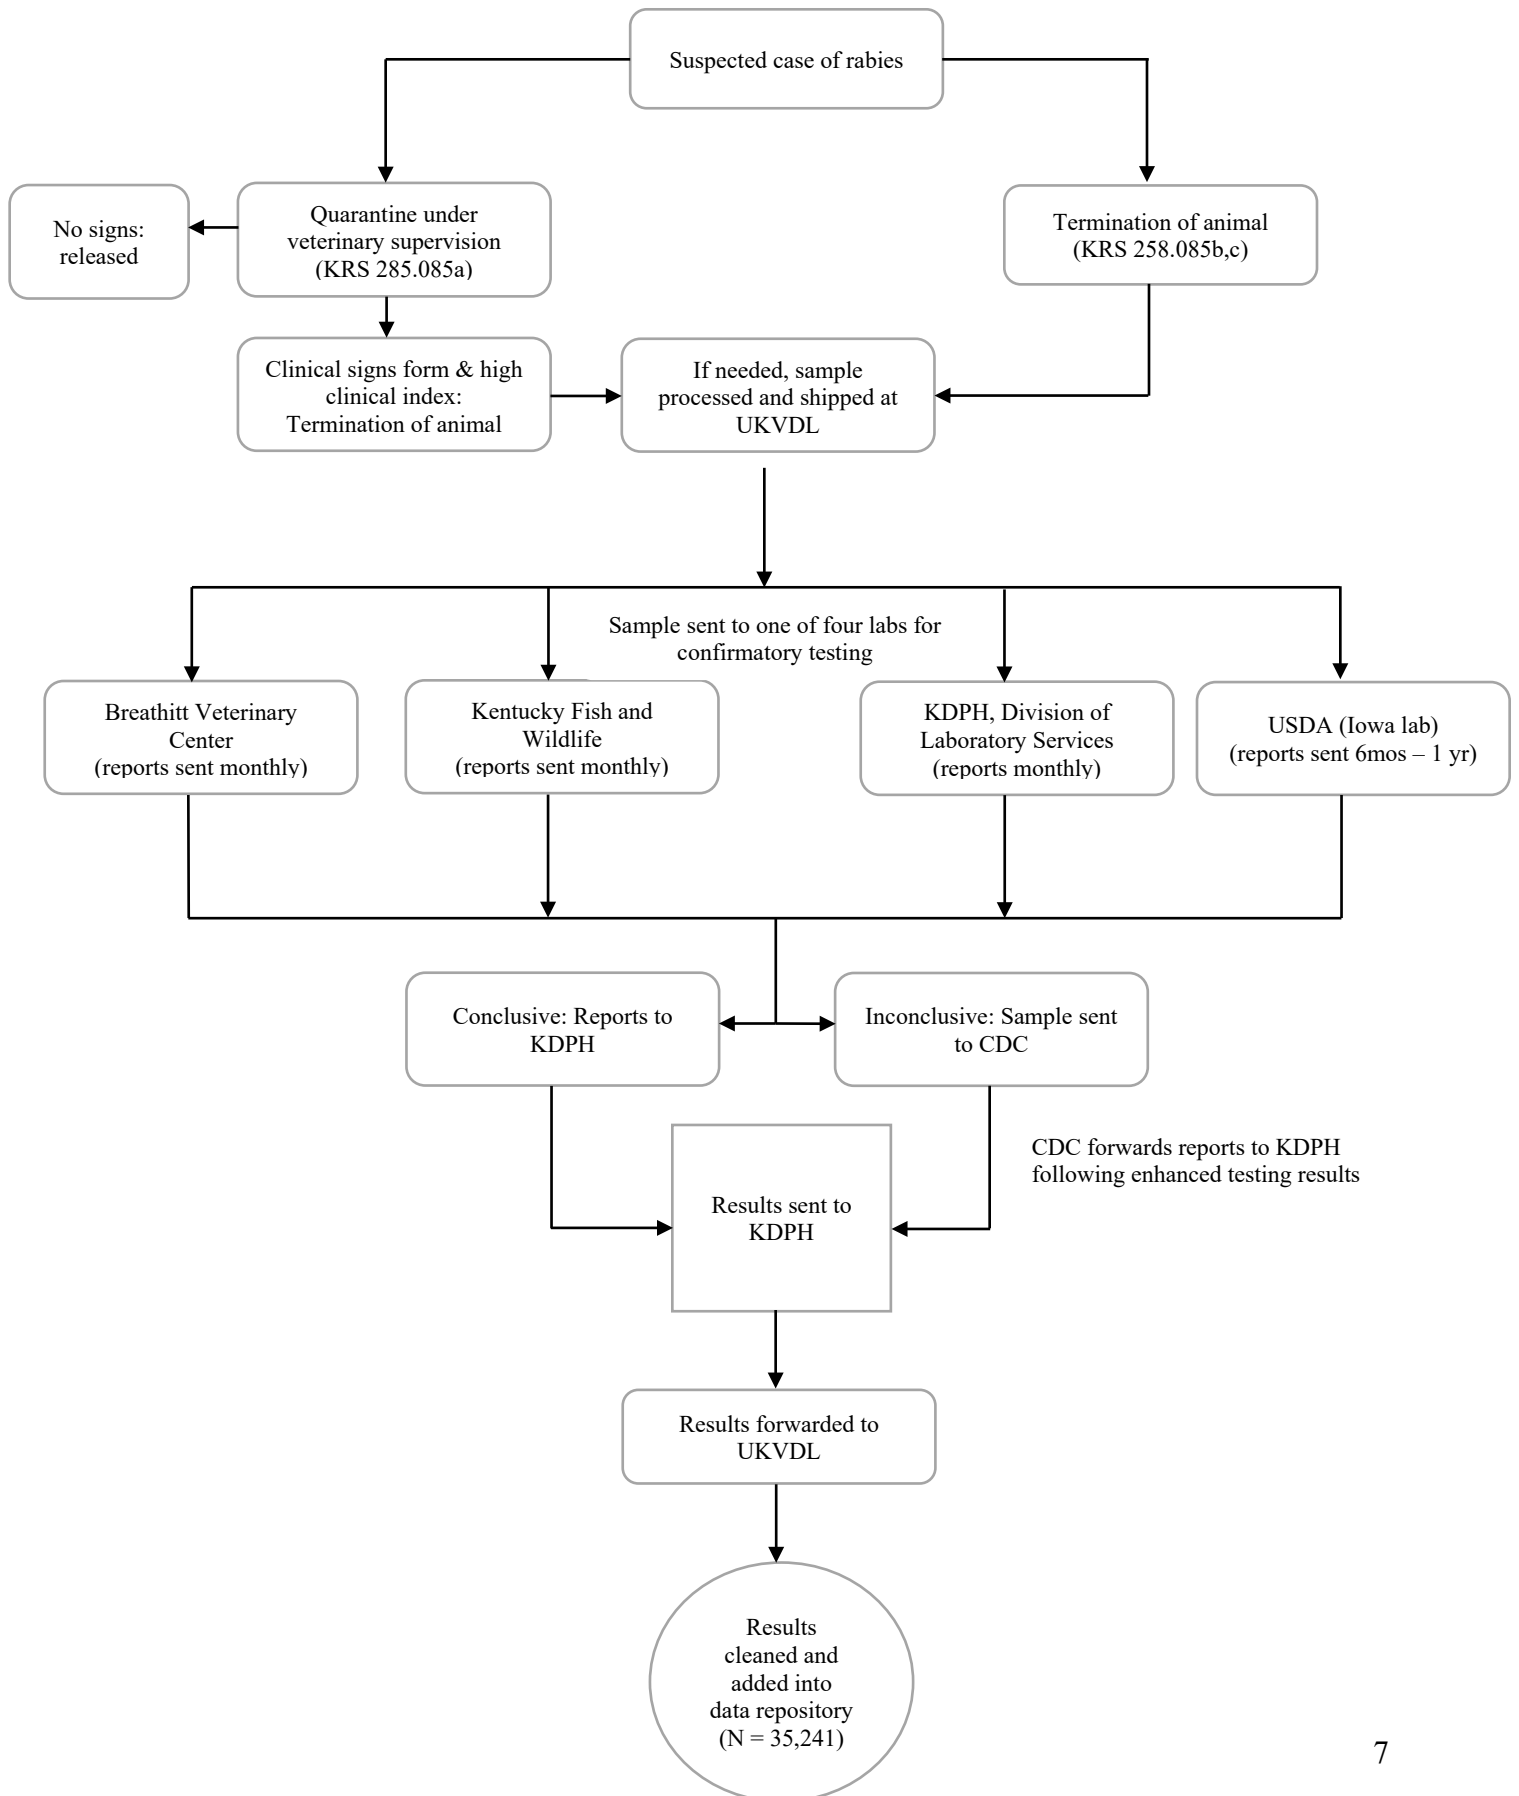 Suspected case of rabies
No signs:
released
Quarantine under
veterinary supervision
(KRS 285.085a)
Termination of animal
(KRS 258.085b,c)
Clinical signs form & high
clinical index:
Termination of animal
If needed, sample
processed and shipped at
UKVDL
Sample sent to one of four labs for
confirmatory testing
Breathitt Veterinary
Center
(reports sent monthly)
Kentucky Fish and
Wildlife
(reports sent monthly)
KDPH, Division of
Laboratory Services
(reports monthly)
USDA (Iowa lab)
(reports sent 6mos – 1 yr)
Conclusive: Reports to
KDPH
Inconclusive: Sample sent
to CDC
CDC forwards reports to KDPH
following enhanced testing results
Results sent to
KDPH
Results forwarded to
UKVDL
Results
cleaned and
added into
data repository
(N = 35,241)
7